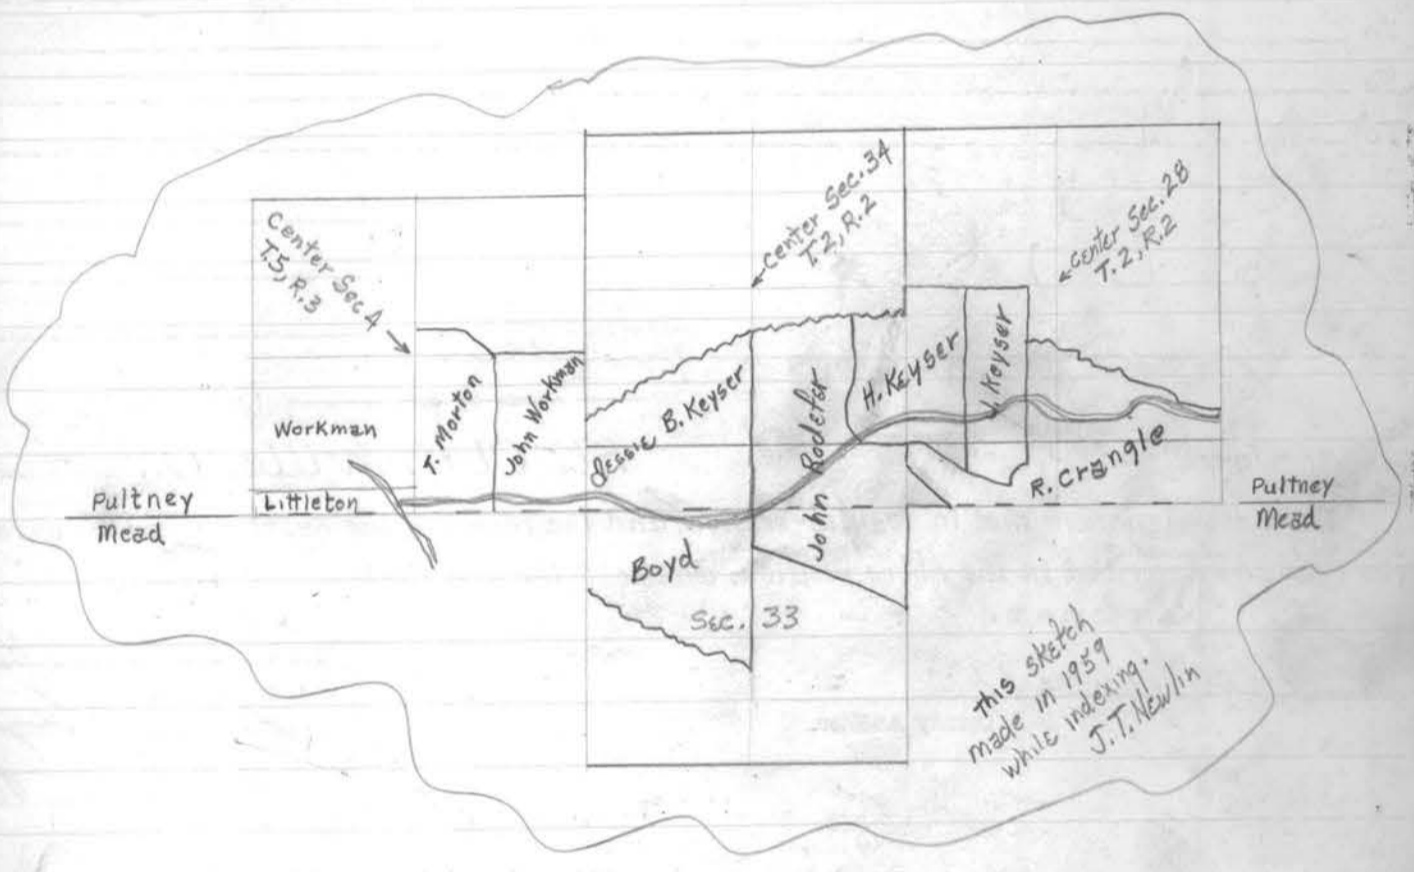 Center Sec. 34
T. 2, R. 2
Center Sec. 28
T. 2, R. 2
Center Sec 4
T. 5, R. 3
Workman
T. Morton
John Workman
Jessie B. Keyser
John Rodefer
H. Keyser
Keyser
R. Crangle
Littleton
Pultney
Mead
Pultney
Mead
Boyd
Sec. 33
this sketch
made in 1959
while indexing.
J. T. Newlin